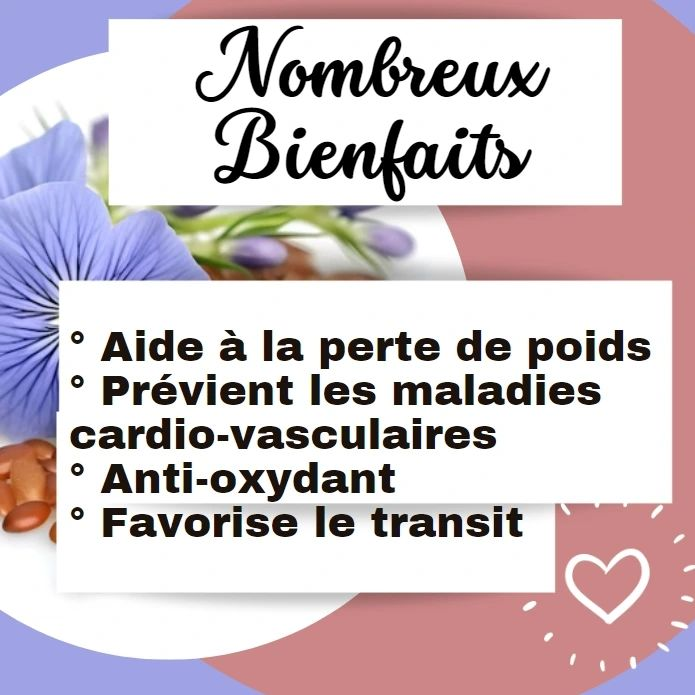 Nombreux
Bienfaits
° Aide à la perte de poids
° Prévient les maladies
cardio-vasculaires
° Anti-oxydant
° Favorise le transit